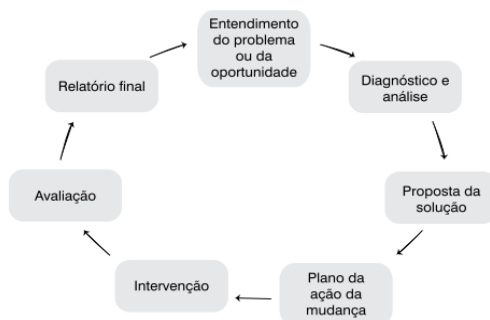 Entendimento
do problema
ou da
oportunidade
Diagnóstico e
análise
Proposta da
solução
Plano da
ação da
mudança
Intervenção
Avaliação
Relatório final